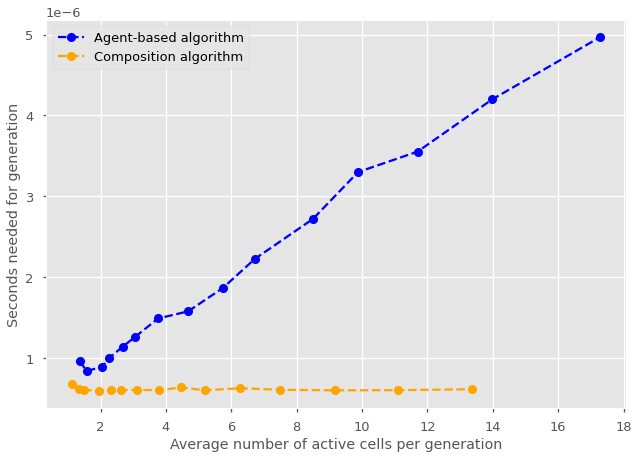 1e−6
Agent-based algorithm
Composition algorithm
Seconds needed for generation
5
4
3
2
1
2 4 6 8 10 12 14 16 18
Average number of active cells per generation